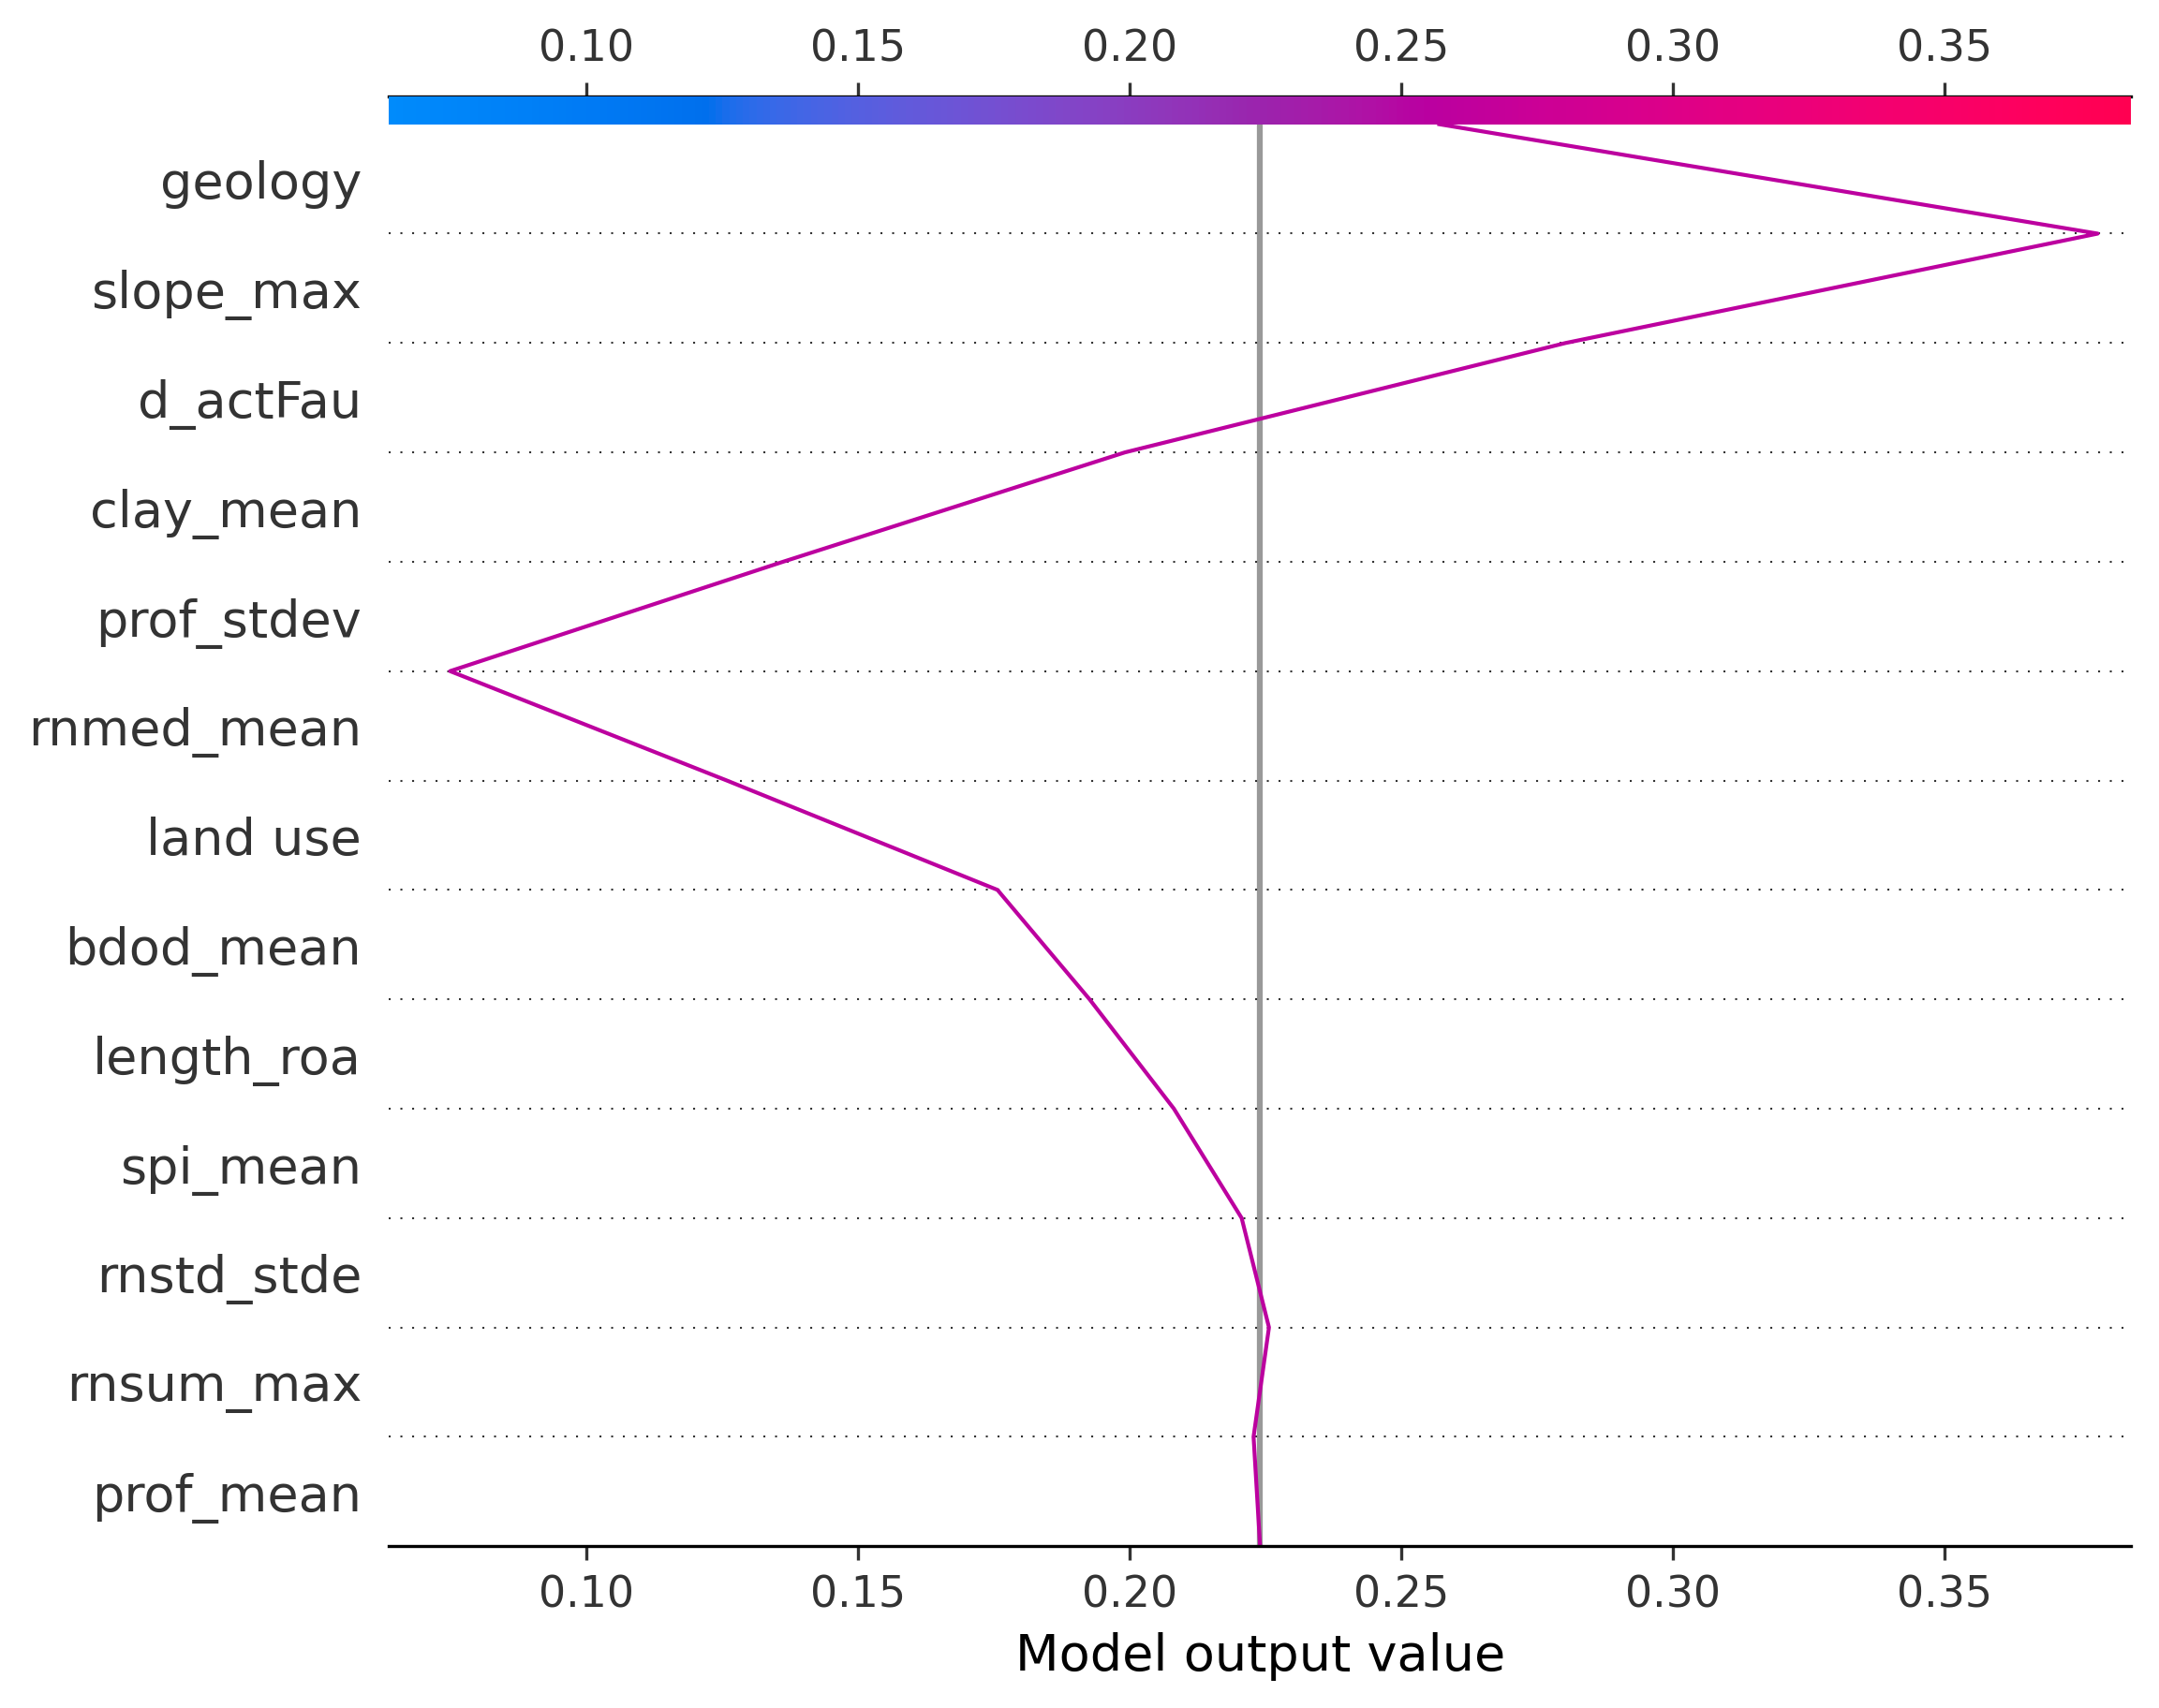 0.10 0.15 0.20 0.25 0.30 0.35
geology
slope_max
d_actFau
clay_mean
prof_stdev
rnmed_mean
land use
bdod_mean
length_roa
spi_mean
rnstd_stde
rnsum_max
prof_mean
0.10 0.15 0.20 0.25 0.30 0.35
Model output value